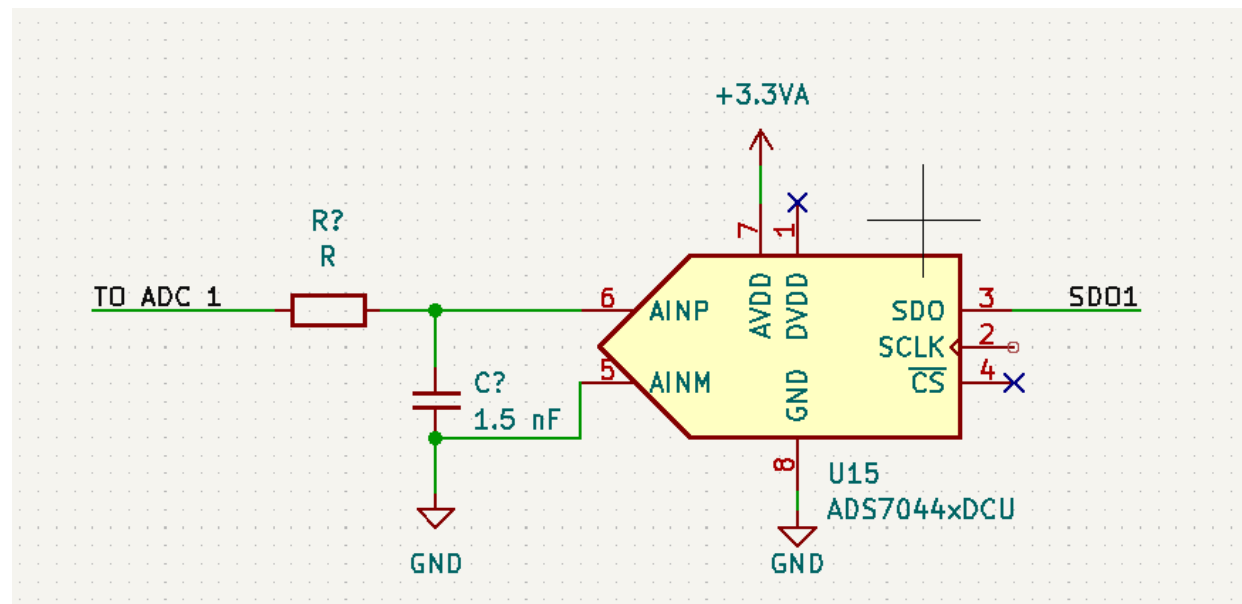 +3.3VA
R?
R
TO ADC 1
7
1
6
AINP
AVDD
DVDD
SDO
3
SDO1
SCLK
2
5
AINM
GND
CS
4
C?
1.5 nF
8
U15
ADS7044xDCU
GND
GND